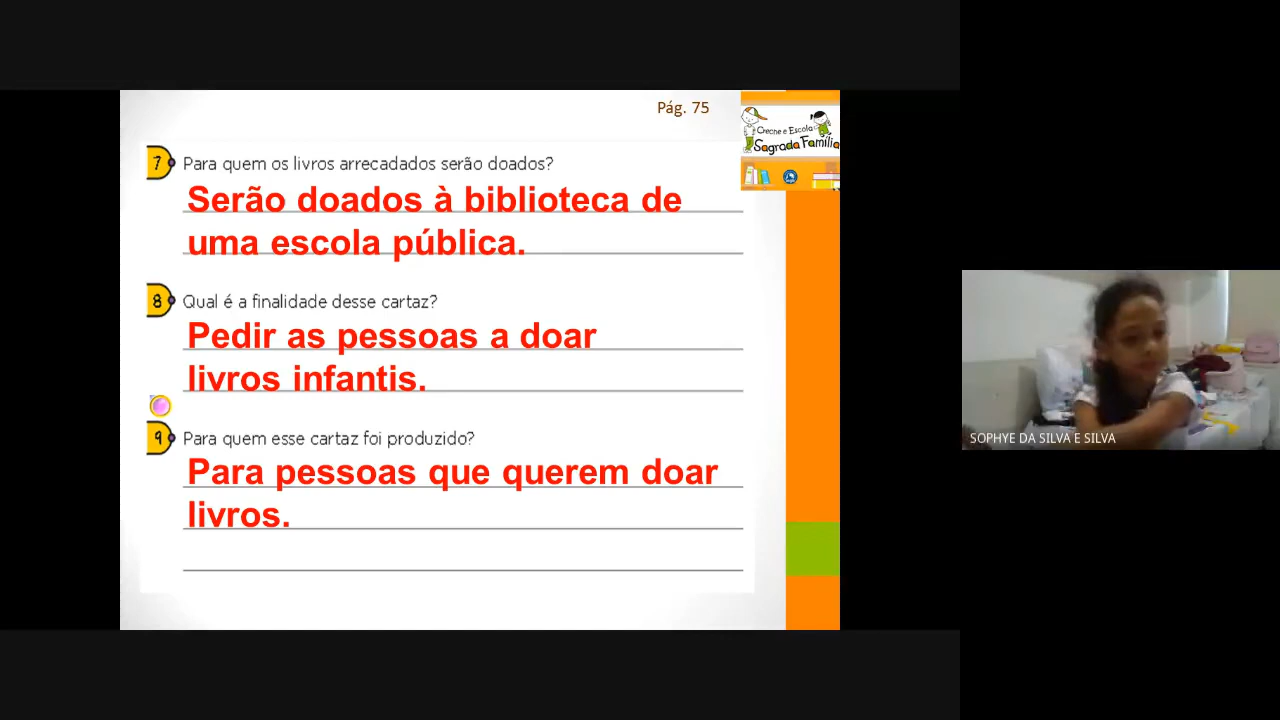 Pág. 75
Creche e Escola
Sagrada Família
7 Para quem os livros arrecadados serão doados?
Serão doados à biblioteca de
uma escola pública.
8 Qual é a finalidade desse cartaz?
Pedir as pessoas a doar
livros infantis.
9 Para quem esse cartaz foi produzido?
Para pessoas que querem doar
livros.
SOPHYE DA SILVA E SILVA